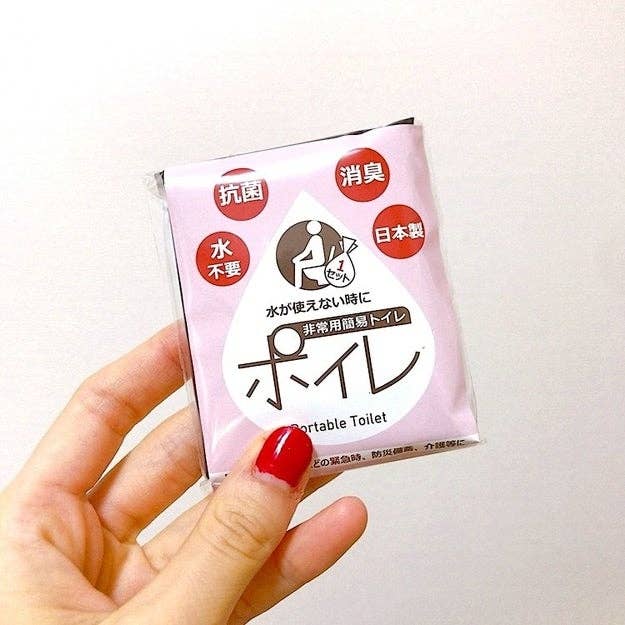 抗菌
消臭
水
不要
日本製
1
セット
水が使えない時に
非常用簡易トイレ
ポイレ
ortable Toilet
どの緊急時、防災備蓄、介護等に